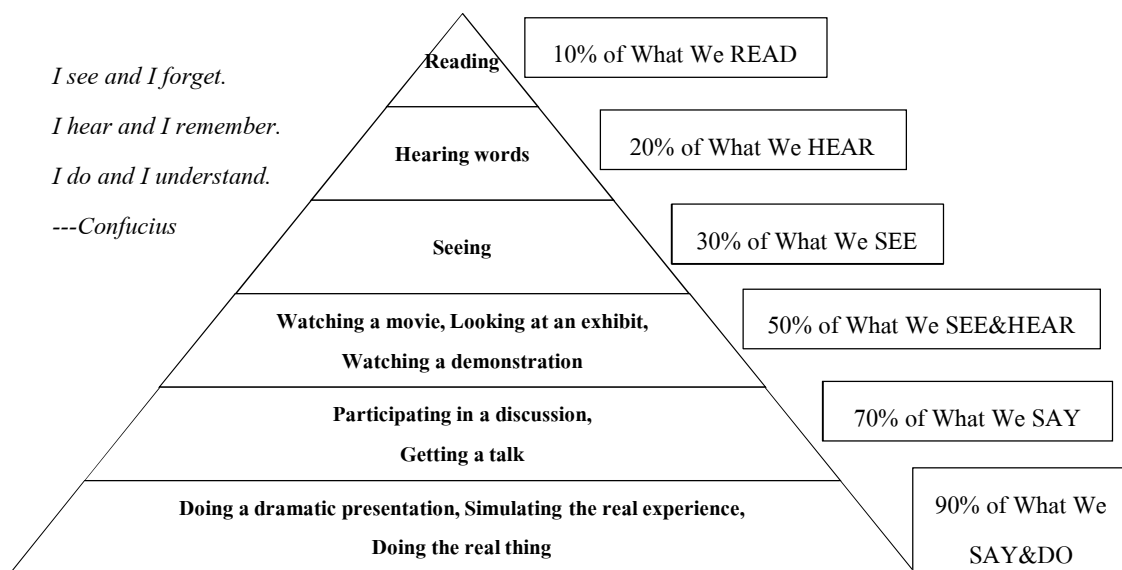 Reading
10% of What We READ
I see and I forget.
I hear and I remember.
I do and I understand.
---Confucius
Hearing words
20% of What We HEAR
Seeing
30% of What We SEE
Watching a movie, Looking at an exhibit,
Watching a demonstration
50% of What We SEE&HEAR
Participating in a discussion,
Getting a talk
70% of What We SAY
Doing a dramatic presentation, Simulating the real experience,
Doing the real thing
90% of What We
SAY&DO